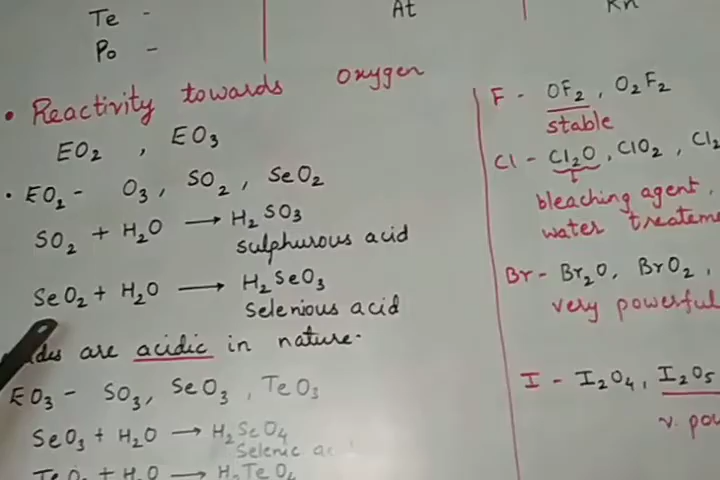 Te -
Po -
At
Rn
• Reactivity towards oxygen
EO2 , EO3
• EO2 - O3, SO2, SeO2
SO2 + H2O → H2SO3
sulphurous acid
SeO2 + H2O → H2SeO3
Selenious acid
are acidic in nature.
EO3 - SO3, SeO3, TeO3
SeO3 + H2O → H2SeO4
Selenic
+ H2O → H2TeO4
F - OF2, O2F2
stable
Cl - Cl2O, ClO2, Cl2
bleaching agent,
water
Br - Br2O, BrO2,
very powerful
I - I2O4, I2O5
v.